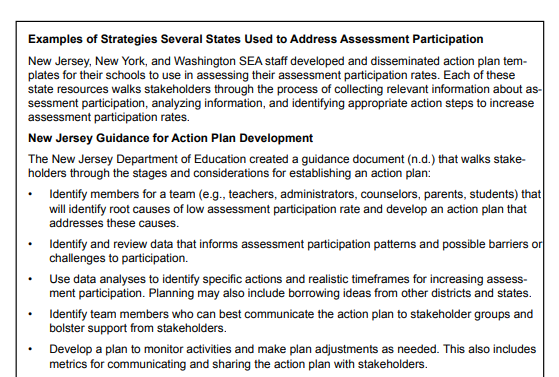 Examples of Strategies Several States Used to Address Assessment Participation
New Jersey, New York, and Washington SEA staff developed and disseminated action plan tem-
plates for their schools to use in assessing their assessment participation rates. Each of these
state resources walks stakeholders through the process of collecting relevant information about as-
sessment participation, analyzing information, and identifying appropriate action steps to increase
assessment participation rates.
New Jersey Guidance for Action Plan Development
The New Jersey Department of Education created a guidance document (n.d.) that walks stake-
holders through the stages and considerations for establishing an action plan:
• Identify members for a team (e.g., teachers, administrators, counselors, parents, students) that
will identify root causes of low assessment participation rate and develop an action plan that
addresses these causes.
• Identify and review data that informs assessment participation patterns and possible barriers or
challenges to participation.
• Use data analyses to identify specific actions and realistic timeframes for increasing assess-
ment participation. Planning may also include borrowing ideas from other districts and states.
• Identify team members who can best communicate the action plan to stakeholder groups and
bolster support from stakeholders.
• Develop a plan to monitor activities and make plan adjustments as needed. This also includes
metrics for communicating and sharing the action plan with stakeholders.